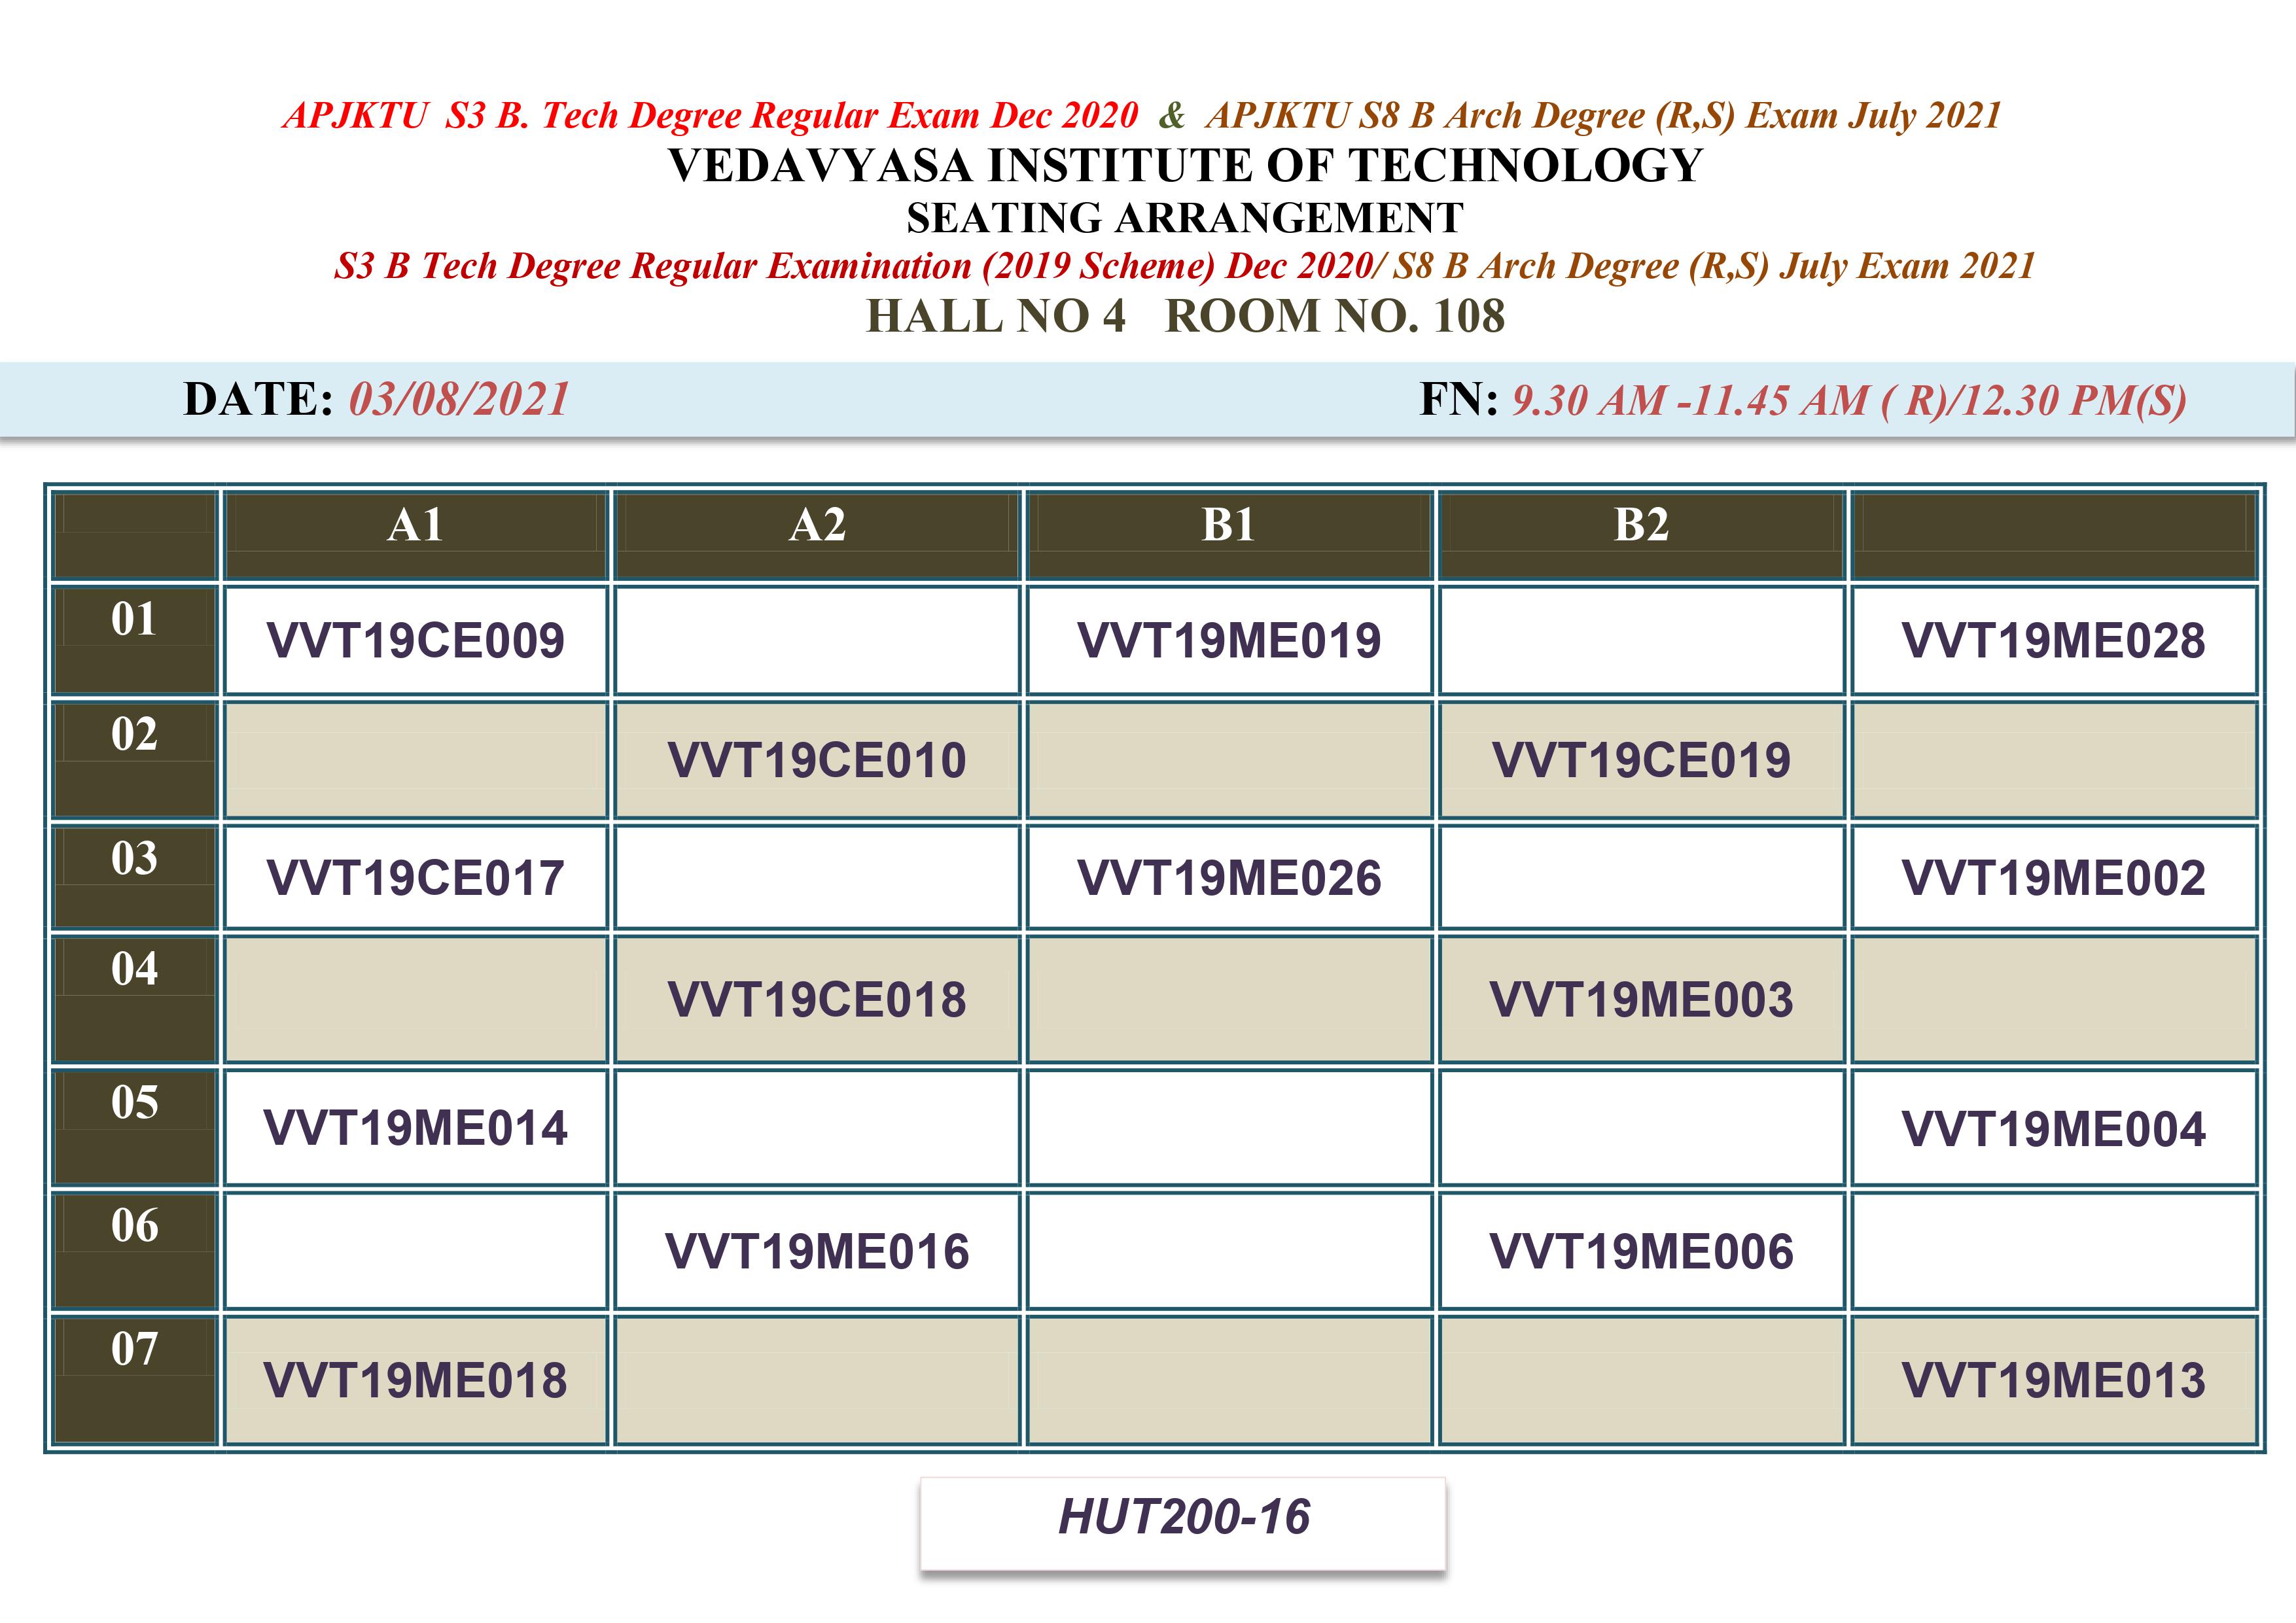 APJKTU  S3 B. Tech Degree Regular Exam Dec 2020  &  APJKTU S8 B Arch Degree (R,S) Exam July 2021
VEDAVYASA INSTITUTE OF TECHNOLOGY
SEATING ARRANGEMENT
S3 B Tech Degree Regular Examination (2019 Scheme) Dec 2020/ S8 B Arch Degree (R,S) July Exam 2021
HALL NO 4   ROOM NO. 108
DATE: 03/08/2021 FN: 9.30 AM -11.45 AM ( R)/12.30 PM(S)
A1 A2 B1 B2
01 VVT19CE009 VVT19ME019 VVT19ME028
02 VVT19CE010 VVT19CE019
03 VVT19CE017 VVT19ME026 VVT19ME002
04 VVT19CE018 VVT19ME003
05 VVT19ME014 VVT19ME004
06 VVT19ME016 VVT19ME006
07 VVT19ME018 VVT19ME013
HUT200-16